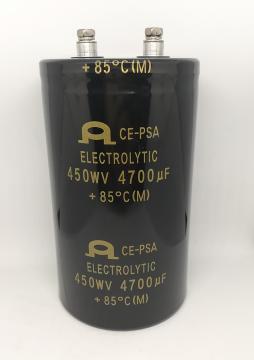 + 85°C(M)
CE-PSA
ELECTROLYTIC
450WV 4700µF
+ 85°C(M)
CE-PSA
ELECTROLYTIC
450WV 4700µF
+ 85°C(M)